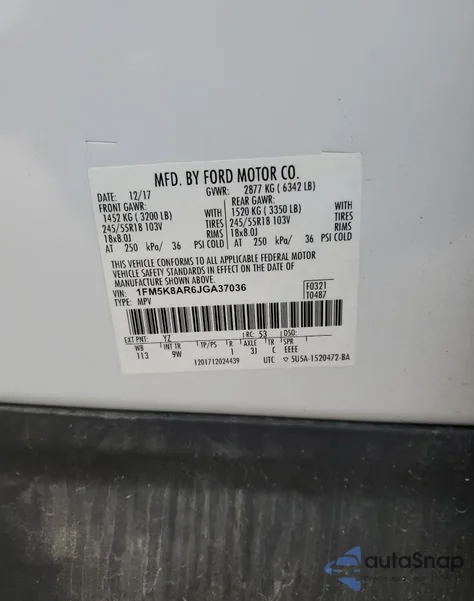 MFD. BY FORD MOTOR CO.
DATE: 12/17 GVWR: 2877 KG ( 6342 LB)
FRONT GAWR: REAR GAWR:
1452 KG ( 3200 LB) WITH 1520 KG ( 3350 LB) WITH
245/55R18 103V TIRES 245/55R18 103V TIRES
18x8.0J RIMS 18x8.0J RIMS
AT 250 kPa/ 36 PSI COLD AT 250 kPa/ 36 PSI COLD
THIS VEHICLE CONFORMS TO ALL APPLICABLE FEDERAL MOTOR
VEHICLE SAFETY STANDARDS IN EFFECT ON THE DATE OF
MANUFACTURE SHOWN ABOVE.
VIN: 1FM5K8AR6JGA37036 F0321
TYPE: MPV T0487
EXT PNT: YZ RC: 53 DSO:
WB INT TR TP/PS R AXLE TR SPR
113 9W 1 3J C EEEE
1201712024439 UTC ▽ 5U5A-1520472-BA
autoSnap